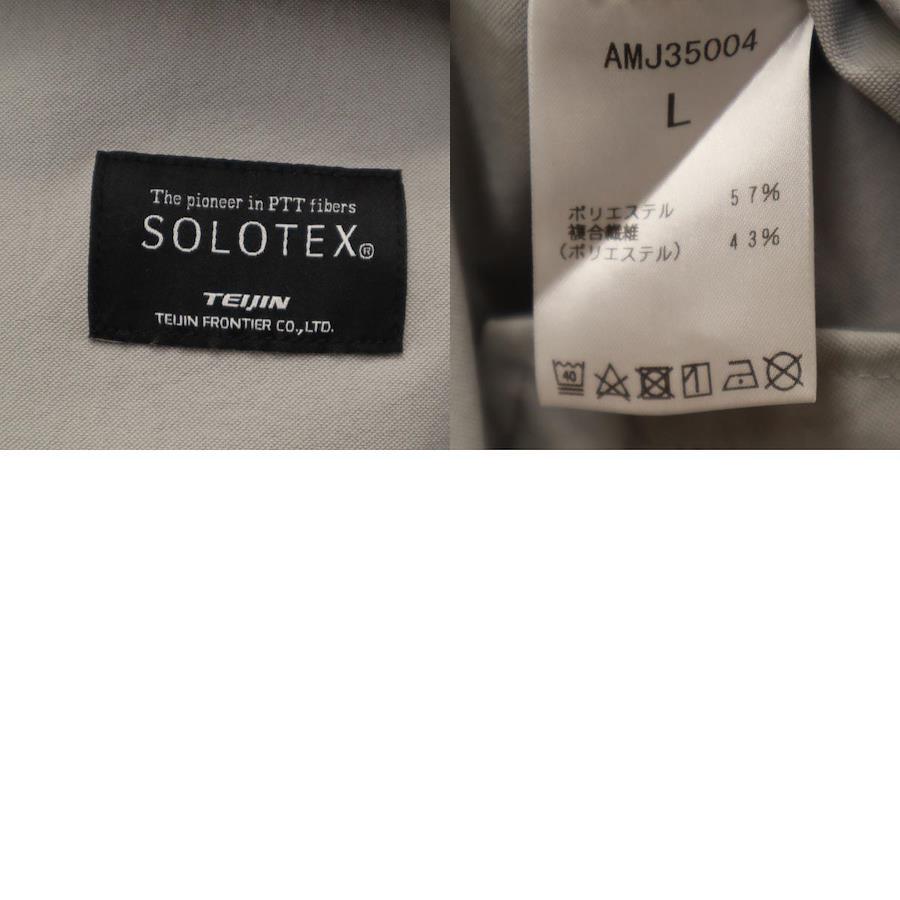 The pioneer in PTT fibers
SOLOTEX®
TEIJIN
TEIJIN FRONTIER CO.,LTD.
AMJ35004
L
ポリエステル 57%
複合繊維
(ポリエステル) 43%
40